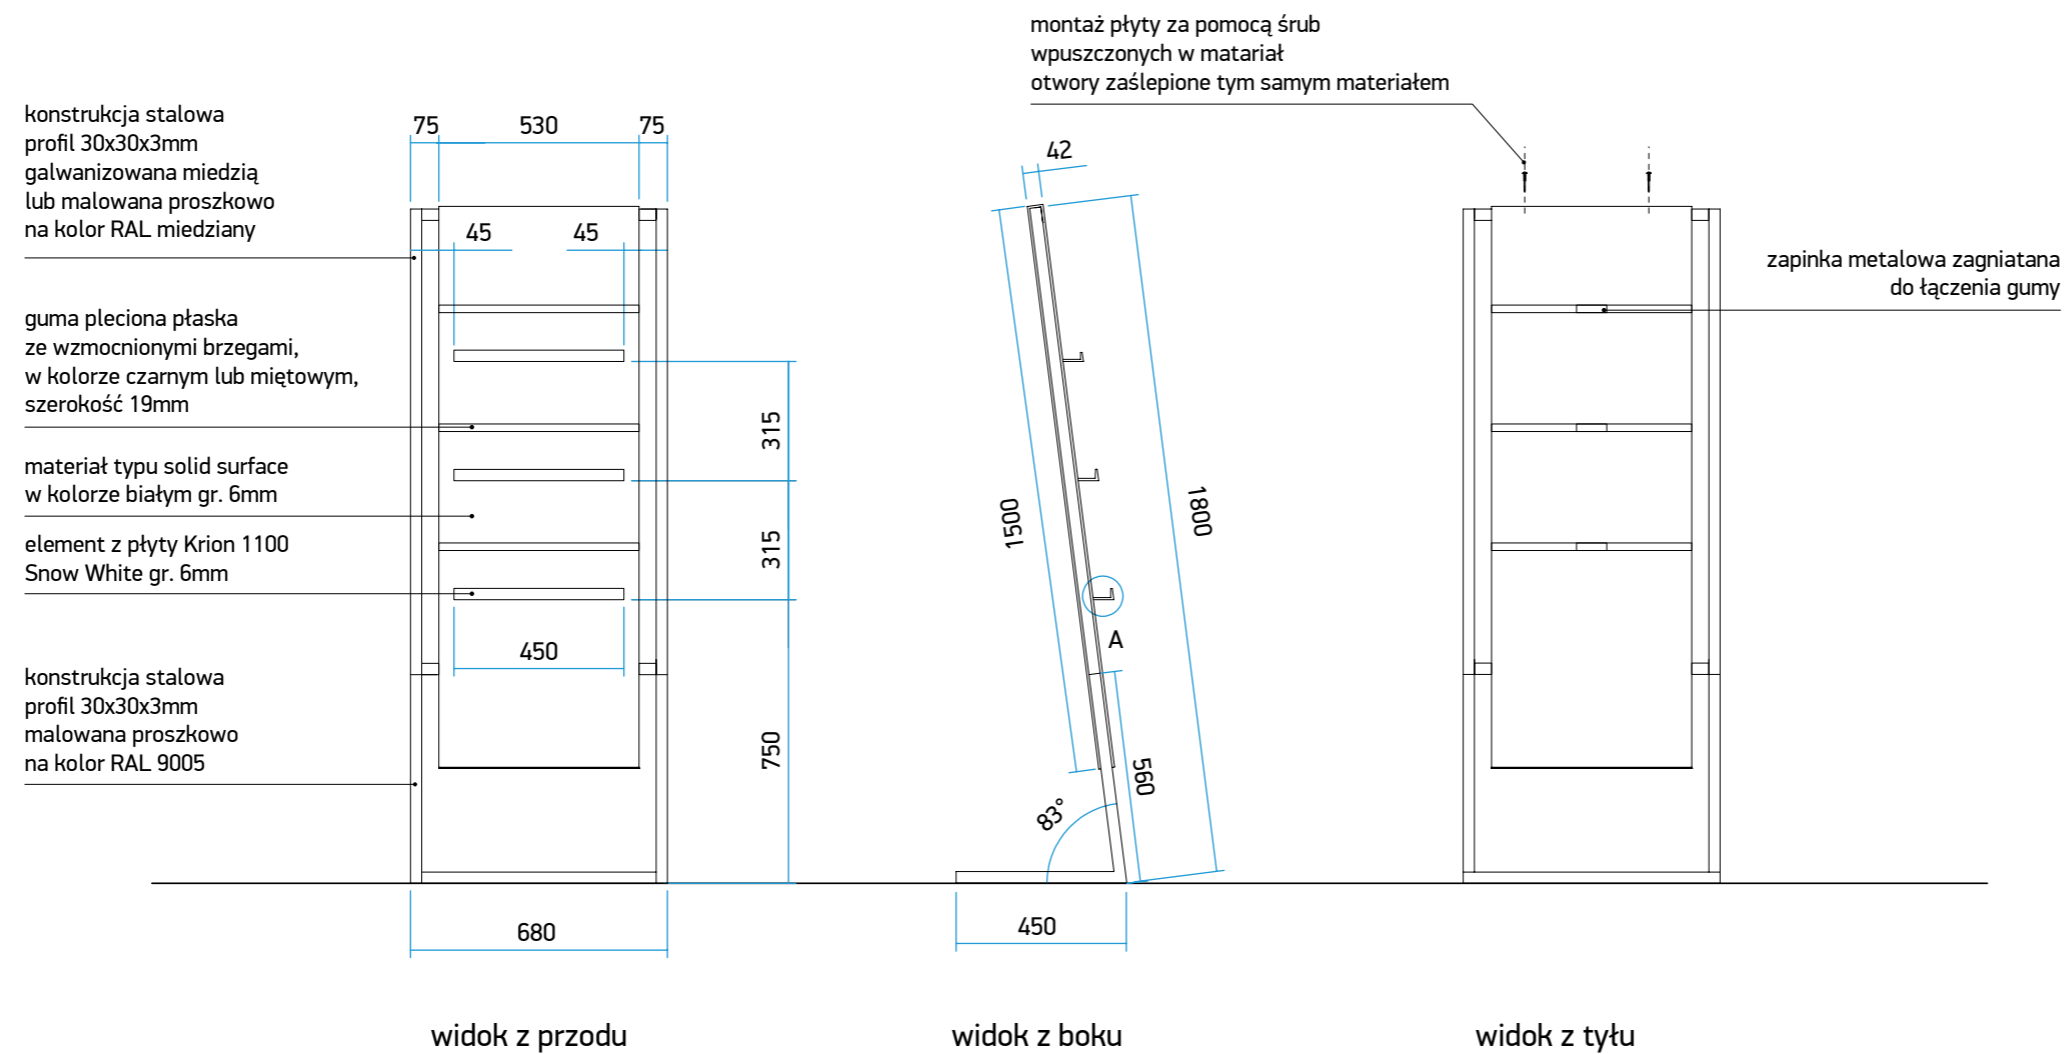 montaż płyty za pomocą śrub
wpuszczonych w matariał
otwory zaślepione tym samym materiałem
konstrukcja stalowa
profil 30x30x3mm
galwanizowana miedzią
lub malowana proszkowo
na kolor RAL miedziany
guma pleciona płaska
ze wzmocnionymi brzegami,
w kolorze czarnym lub miętowym,
szerokość 19mm
materiał typu solid surface
w kolorze białym gr. 6mm
element z płyty Krion 1100
Snow White gr. 6mm
konstrukcja stalowa
profil 30x30x3mm
malowana proszkowo
na kolor RAL 9005
75 530 75
45 45
315
315
450
750
680
42
1500
1800
A
560
83°
450
zapinka metalowa zagniatana
do łączenia gumy
widok z przodu
widok z boku
widok z tyłu